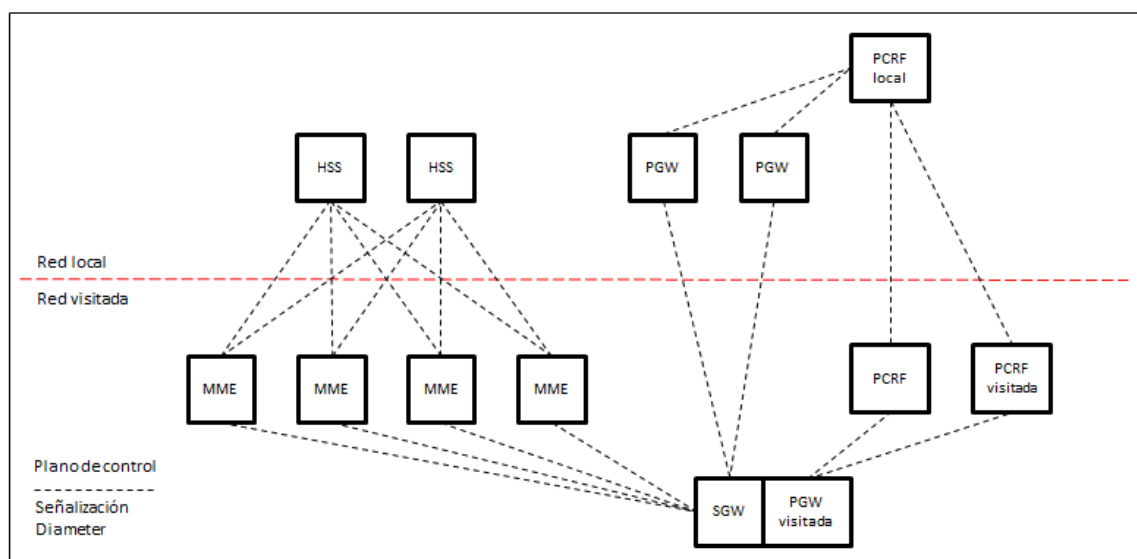 PCRF
local
HSS
HSS
PGW
PGW
Red local
Red visitada
MME
MME
MME
MME
PCRF
PCRF
visitada
Plano de control
Señalización
Diameter
SGW
PGW
visitada